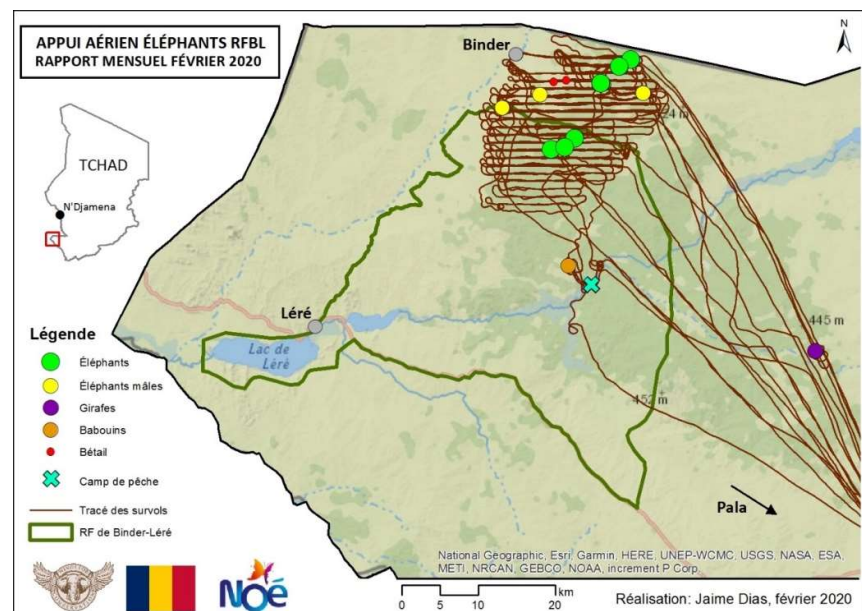 APPUI AÉRIEN ÉLÉPHANTS RFBL
RAPPORT MENSUEL FÉVRIER 2020
Binder
N
TCHAD
N'Djamena
24 m
Léré
Lac de
Léré
445 m
452 m
Pala
Légende
Éléphants
Éléphants mâles
Girafes
Babouins
Bétail
Camp de pêche
Tracé des survols
RF de Binder-Léré
Noé
National Geographic, Esri, Garmin, HERE, UNEP-WCMC, USGS, NASA, ESA,
METI, NRCAN, GEBCO, NOAA, increment P Corp.
km
0 5 10 20
Réalisation: Jaime Dias, février 2020